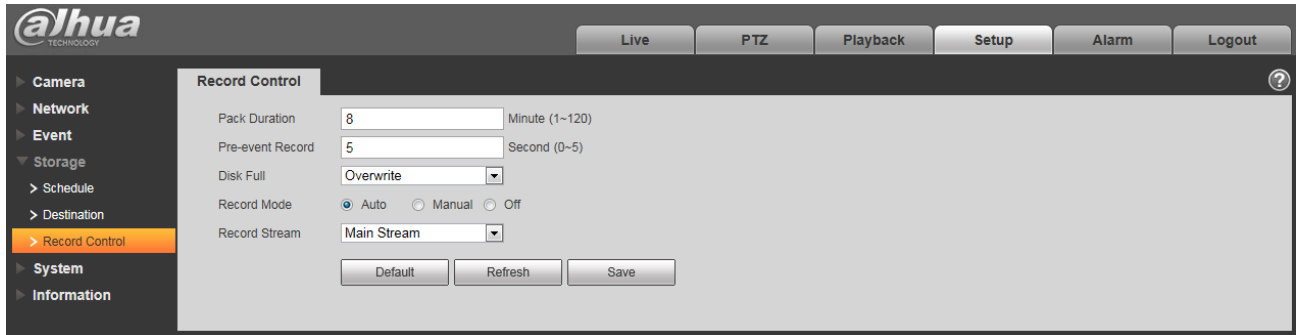 alhua
TECHNOLOGY
Live PTZ Playback Setup Alarm Logout
Camera
Network
Event
Storage
> Schedule
> Destination
> Record Control
System
Information
Record Control
?
Pack Duration 8 Minute (1~120)
Pre-event Record 5 Second (0~5)
Disk Full Overwrite
Record Mode Auto Manual Off
Record Stream Main Stream
Default Refresh Save